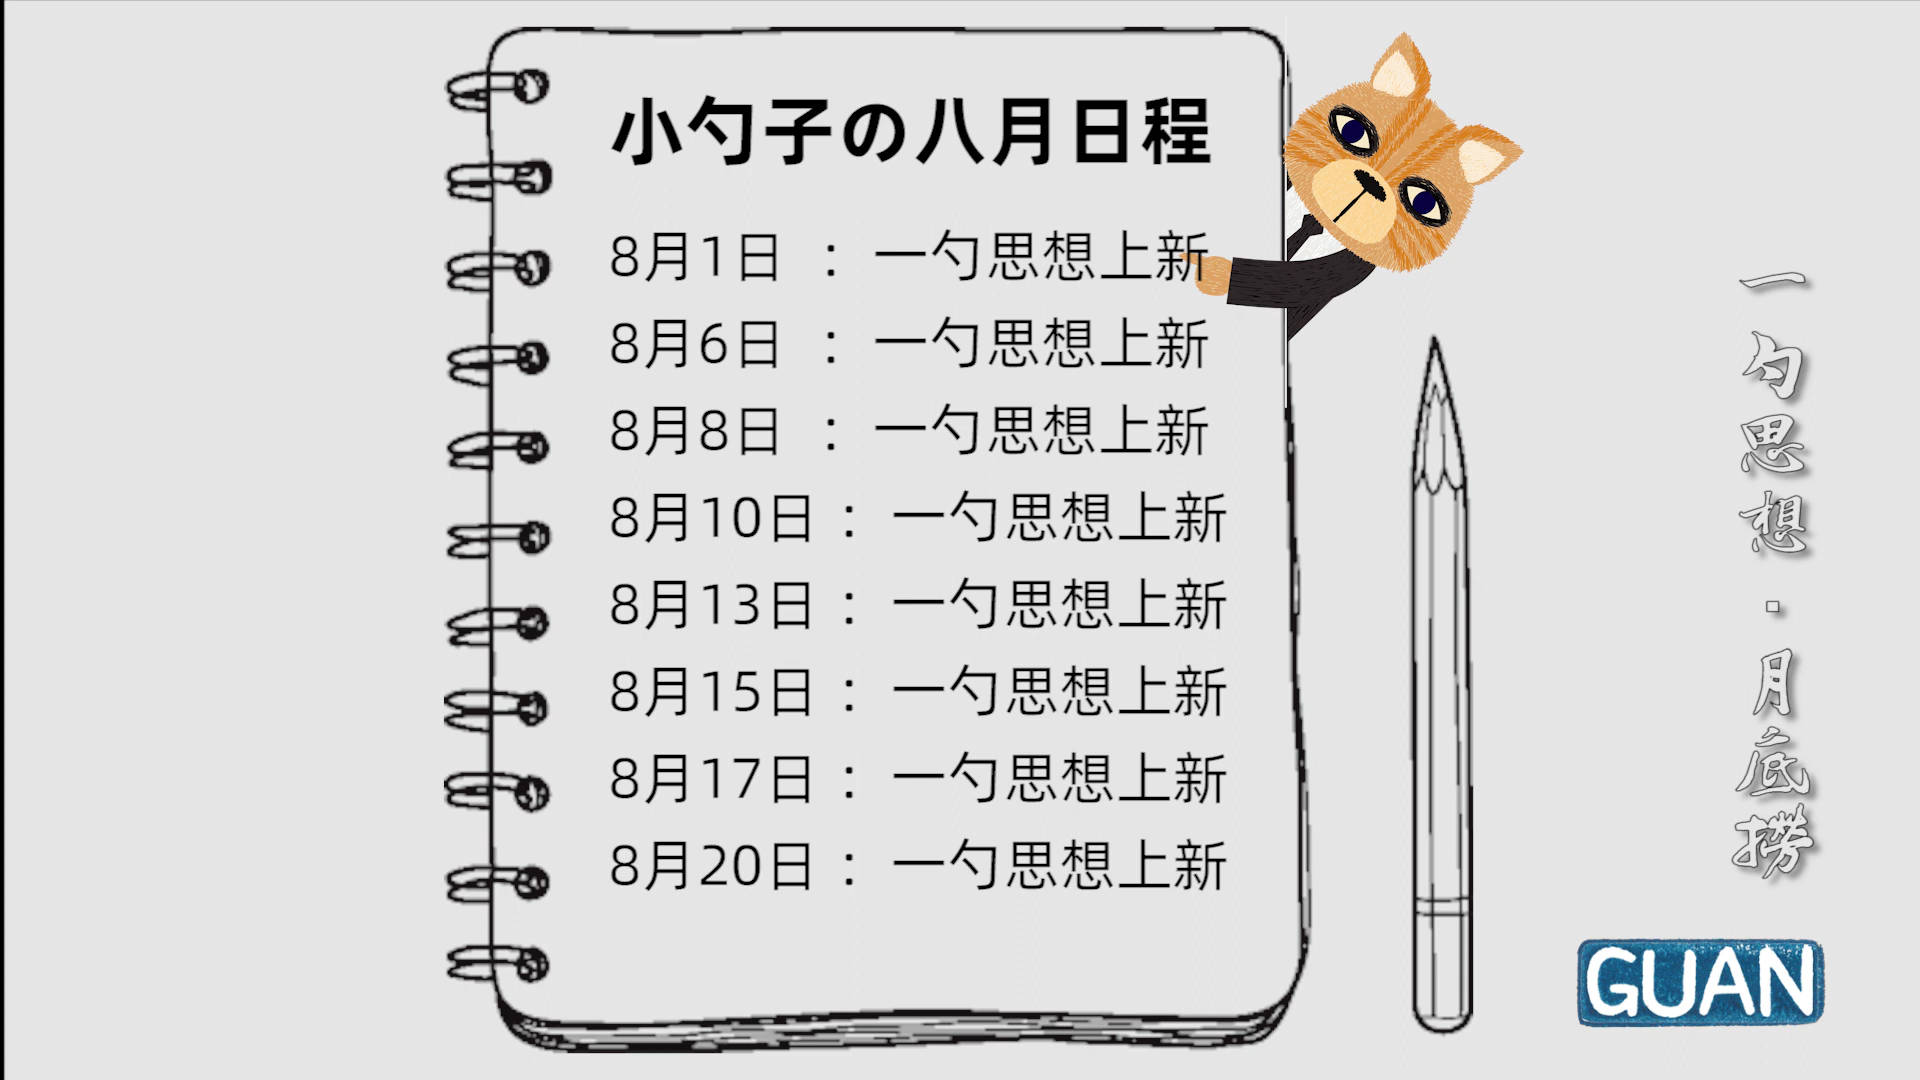 小勺子の八月日程
8月1日 ： 一勺思想上新
8月6日 ： 一勺思想上新
8月8日 ： 一勺思想上新
8月10日 ： 一勺思想上新
8月13日 ： 一勺思想上新
8月15日 ： 一勺思想上新
8月17日 ： 一勺思想上新
8月20日 ： 一勺思想上新
一勺思想·月底撈
GUAN